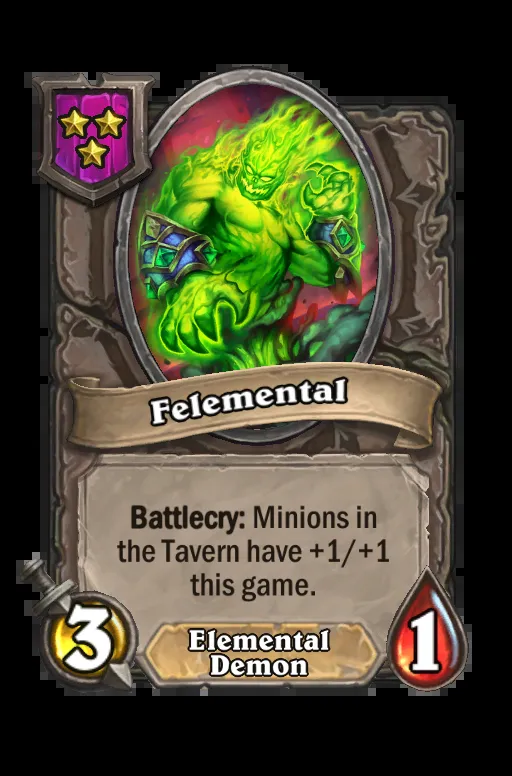 Felemental
Battlecry: Minions in
the Tavern have +1/+1
this game.
3
Elemental
Demon
1